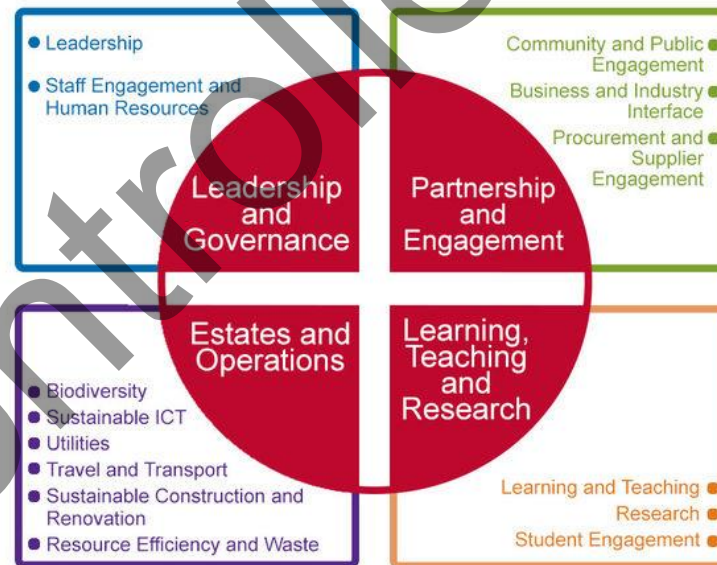 Leadership
Staff Engagement and
Human Resources
Community and Public
Engagement
Business and Industry
Interface
Procurement and
Supplier
Engagement
Leadership
and
Governance
Partnership
and
Engagement
Estates and
Operations
Learning,
Teaching
and
Research
Biodiversity
Sustainable ICT
Utilities
Travel and Transport
Sustainable Construction and
Renovation
Resource Efficiency and Waste
Learning and Teaching
Research
Student Engagement